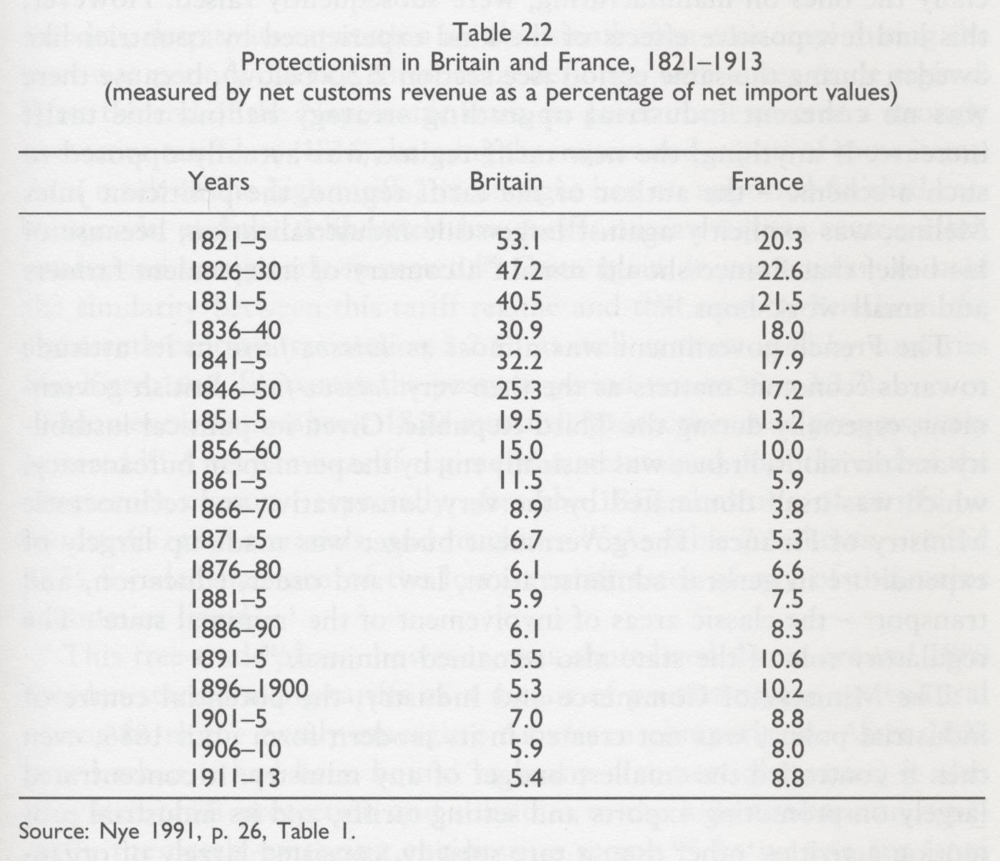 Table 2.2
Protectionism in Britain and France, 1821–1913
(measured by net customs revenue as a percentage of net import values)
Years Britain France
1821–5 53.1 20.3
1826–30 47.2 22.6
1831–5 40.5 21.5
1836–40 30.9 18.0
1841–5 32.2 17.9
1846–50 25.3 17.2
1851–5 19.5 13.2
1856–60 15.0 10.0
1861–5 11.5 5.9
1866–70 8.9 3.8
1871–5 6.7 5.3
1876–80 6.1 6.6
1881–5 5.9 7.5
1886–90 6.1 8.3
1891–5 5.5 10.6
1896–1900 5.3 10.2
1901–5 7.0 8.8
1906–10 5.9 8.0
1911–13 5.4 8.8
Source: Nye 1991, p. 26, Table 1.